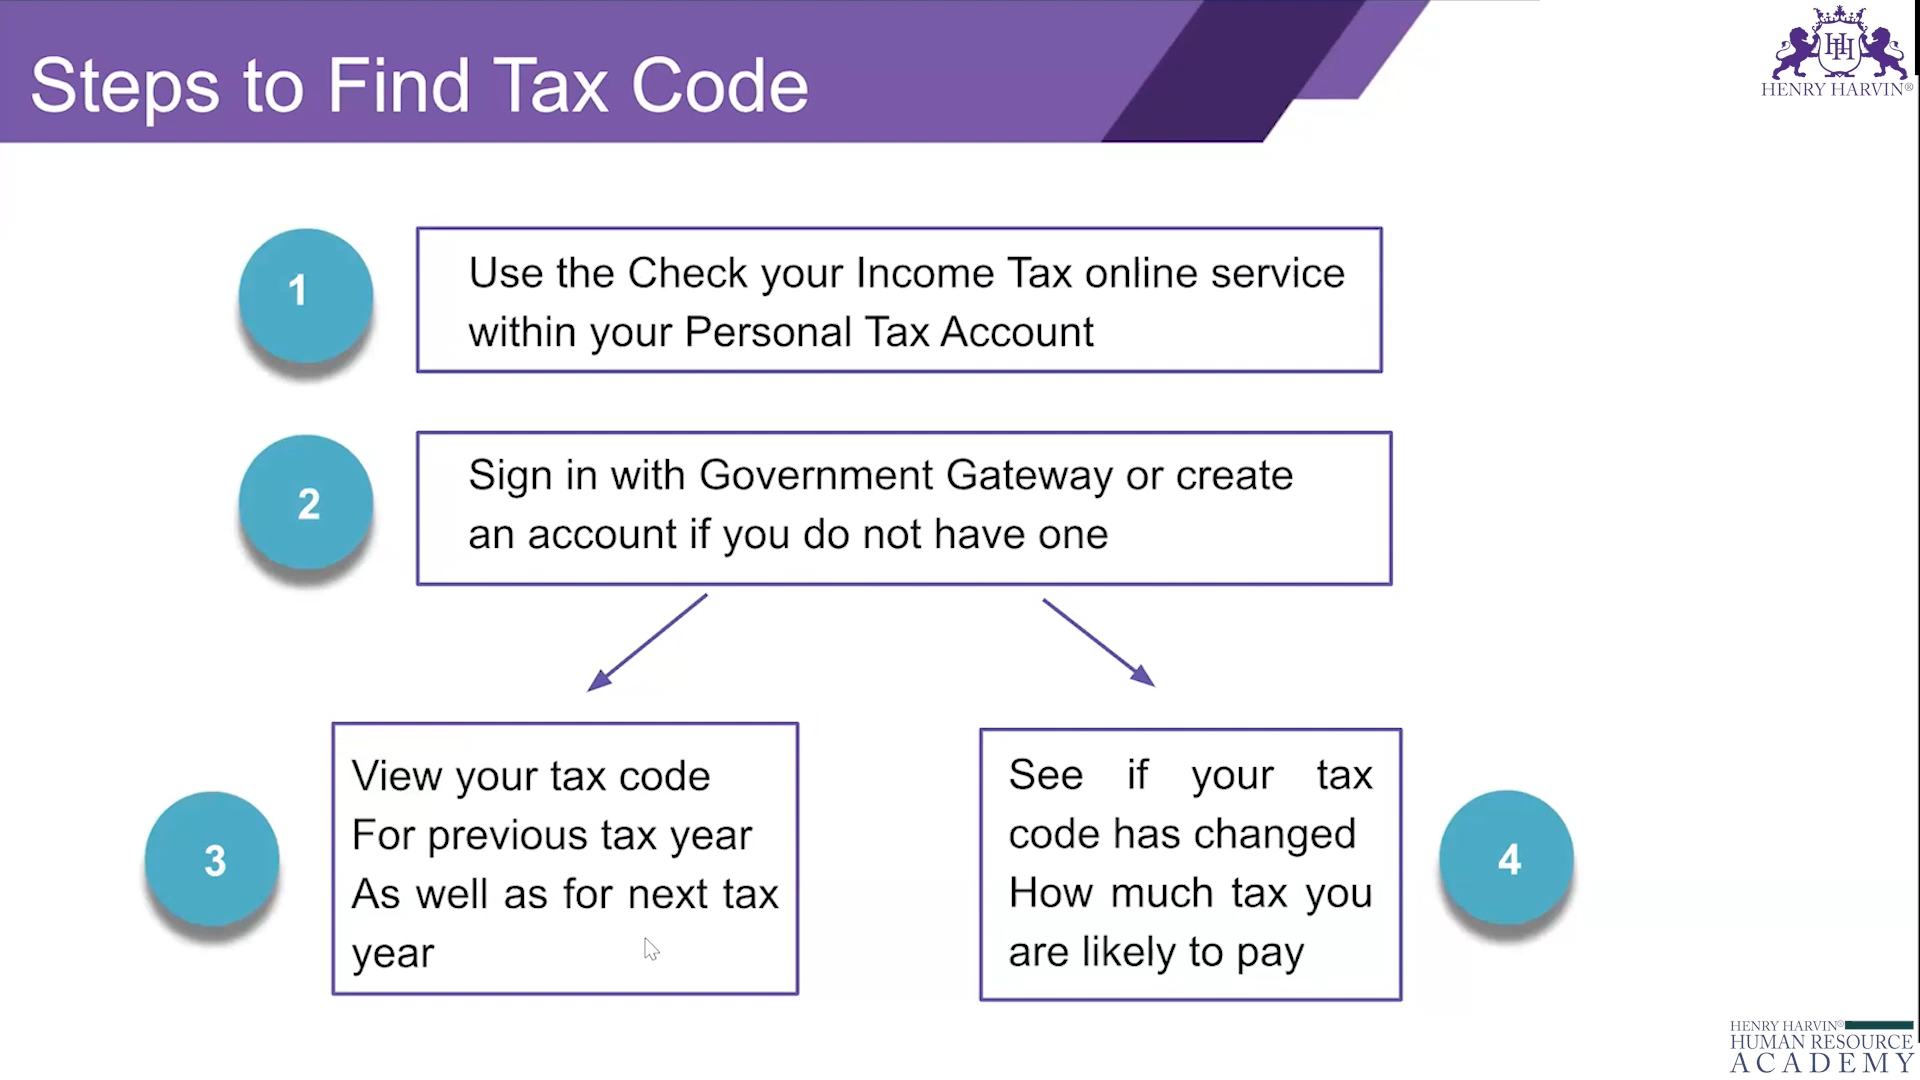 Steps to Find Tax Code
HH
HENRY HARVIN®
1
Use the Check your Income Tax online service
within your Personal Tax Account
2
Sign in with Government Gateway or create
an account if you do not have one
3
View your tax code
For previous tax year
As well as for next tax
year
See if your tax
code has changed
How much tax you
are likely to pay
4
HENRY HARVIN®
HUMAN RESOURCE
ACADEMY